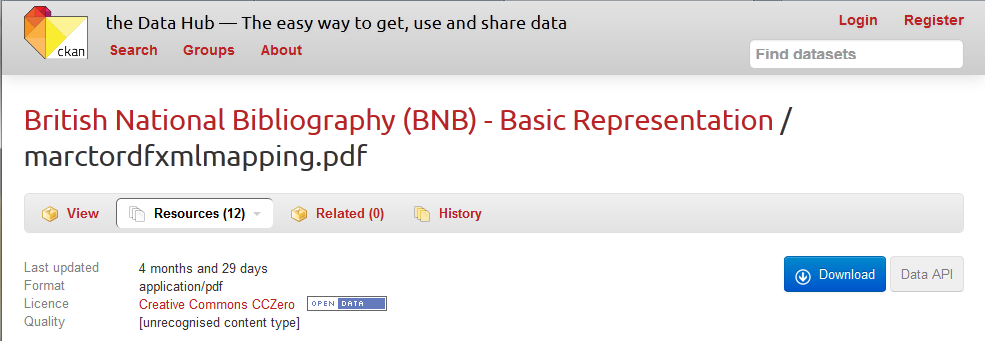 ckan
the Data Hub — The easy way to get, use and share data
Login Register
Search Groups About
Find datasets
British National Bibliography (BNB) - Basic Representation /
marctordfxmlmapping.pdf
View Resources (12) Related (0) History
Last updated 4 months and 29 days
Download Data API
Format application/pdf
Licence Creative Commons CCZero OPEN DATA
Quality [unrecognised content type]